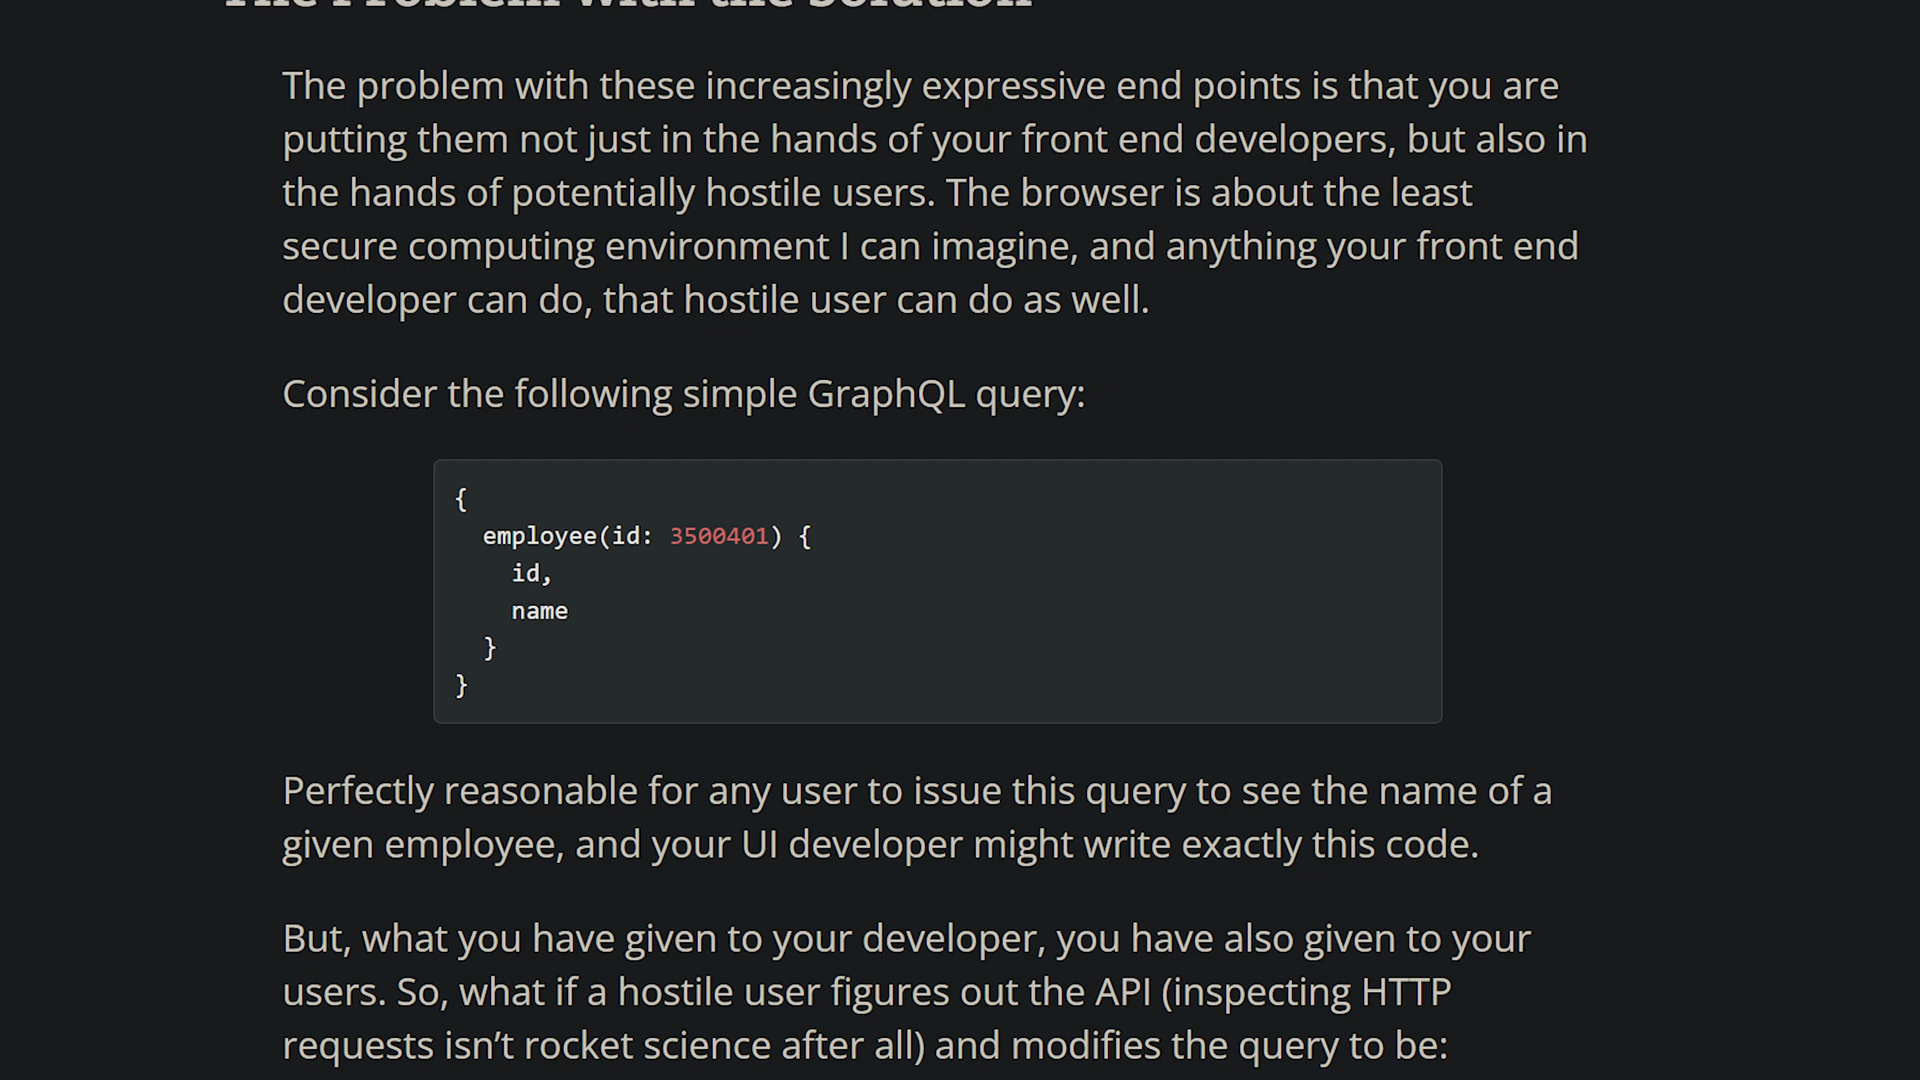 The Problem with the Solution
The problem with these increasingly expressive end points is that you are
putting them not just in the hands of your front end developers, but also in
the hands of potentially hostile users. The browser is about the least
secure computing environment I can imagine, and anything your front end
developer can do, that hostile user can do as well.
Consider the following simple GraphQL query:
{
employee(id: 3500401) {
id,
name
}
}
Perfectly reasonable for any user to issue this query to see the name of a
given employee, and your UI developer might write exactly this code.
But, what you have given to your developer, you have also given to your
users. So, what if a hostile user figures out the API (inspecting HTTP
requests isn’t rocket science after all) and modifies the query to be: